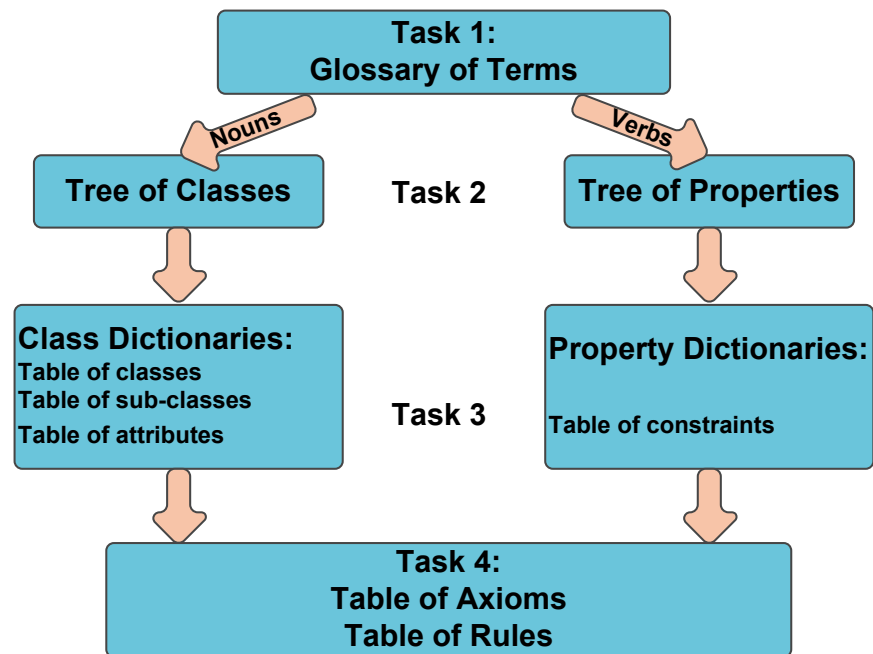 Task 1:
Glossary of Terms
Nouns
Verbs
Tree of Classes
Task 2
Tree of Properties
Class Dictionaries:
Table of classes
Table of sub-classes
Table of attributes
Task 3
Property Dictionaries:
Table of constraints
Task 4:
Table of Axioms
Table of Rules